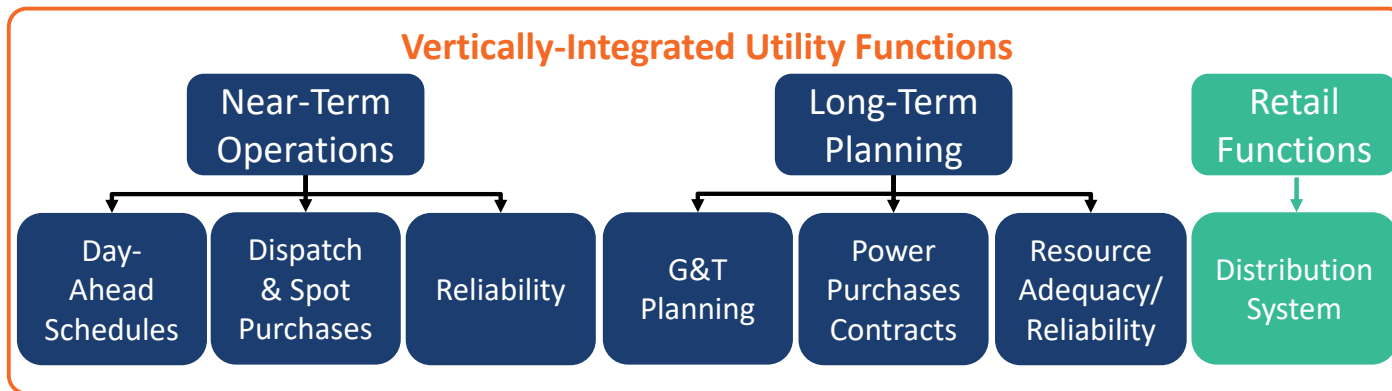 Vertically-Integrated Utility Functions
Near-Term
Operations
Long-Term
Planning
Retail
Functions
Day-
Ahead
Schedules
Dispatch
& Spot
Purchases
Reliability
G&T
Planning
Power
Purchases
Contracts
Resource
Adequacy/
Reliability
Distribution
System